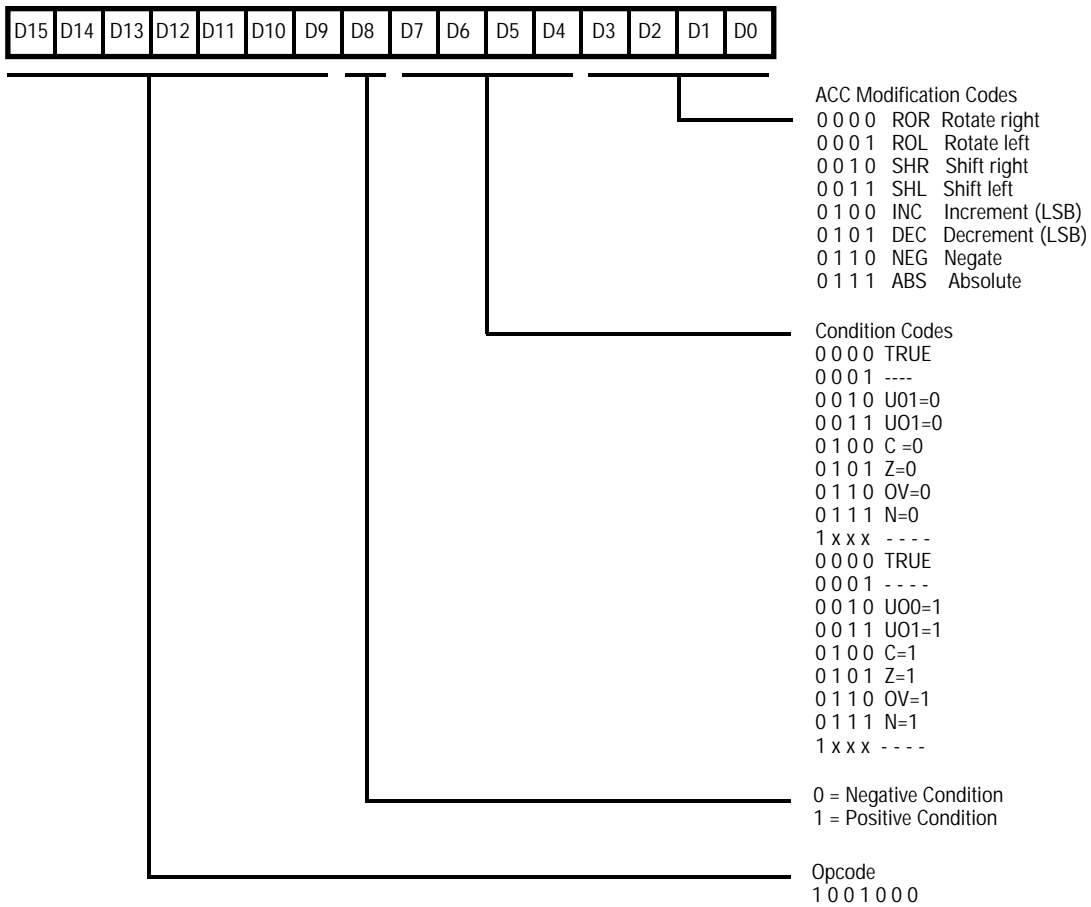 D15 D14 D13 D12 D11 D10 D9 D8 D7 D6 D5 D4 D3 D2 D1 D0
ACC Modification Codes
0 0 0 0 ROR Rotate right
0 0 0 1 ROL Rotate left
0 0 1 0 SHR Shift right
0 0 1 1 SHL Shift left
0 1 0 0 INC Increment (LSB)
0 1 0 1 DEC Decrement (LSB)
0 1 1 0 NEG Negate
0 1 1 1 ABS Absolute
Condition Codes
0 0 0 0 TRUE
0 0 0 1 ----
0 0 1 0 U01=0
0 0 1 1 UO1=0
0 1 0 0 C =0
0 1 0 1 Z=0
0 1 1 0 OV=0
0 1 1 1 N=0
1 x x x - - - -
0 0 0 0 TRUE
0 0 0 1 - - - -
0 0 1 0 UO0=1
0 0 1 1 UO1=1
0 1 0 0 C=1
0 1 0 1 Z=1
0 1 1 0 OV=1
0 1 1 1 N=1
1 x x x - - - -
0 = Negative Condition
1 = Positive Condition
Opcode
1 0 0 1 0 0 0